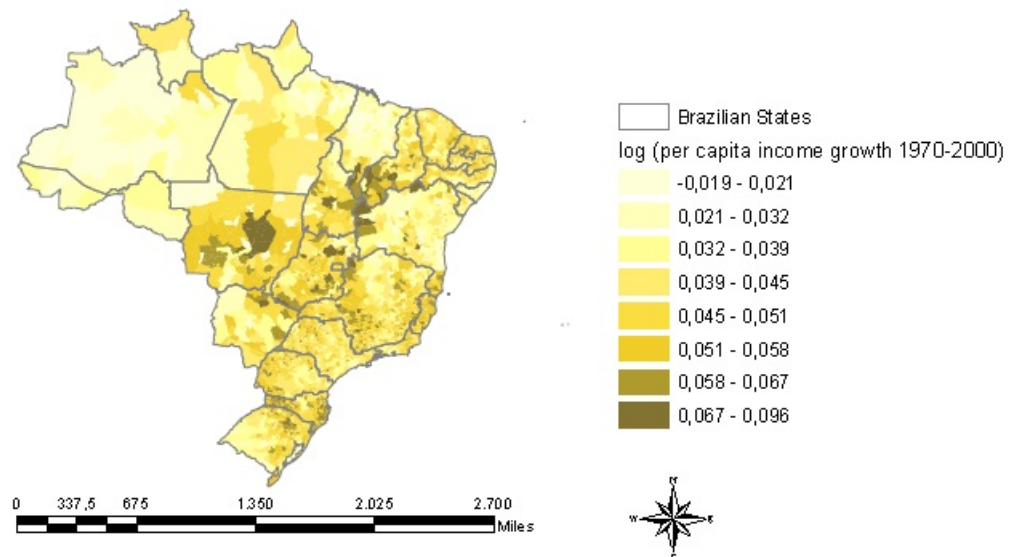 Brazilian States
log (per capita income growth 1970-2000)
-0,019 - 0,021
0,021 - 0,032
0,032 - 0,039
0,039 - 0,045
0,045 - 0,051
0,051 - 0,058
0,058 - 0,067
0,067 - 0,096
0 337,5 675 1.350 2.025 2.700
Miles
N
W E
S